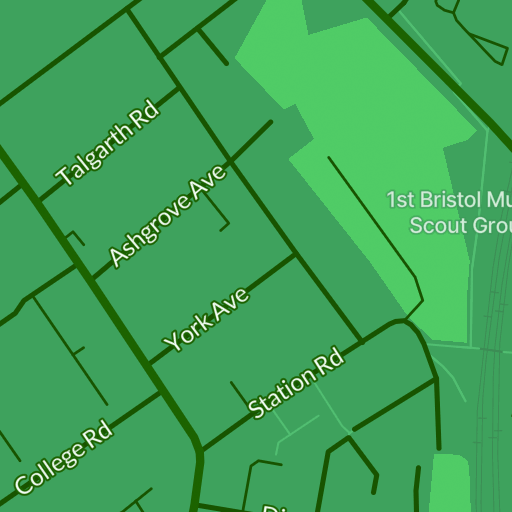 Talgarth Rd
Ashgrove Ave
1st Bristol Mu
Scout Grou
York Ave
Station Rd
College Rd